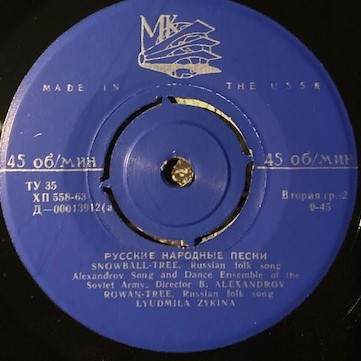 МК
MADE IN THE USSR
45 об/мин 45 об/мин
ТУ 35
ХП 558-63
Д—00013912(а
Вторая гр.-2
0-45
РУССКИЕ НАРОДНЫЕ ПЕСНИ
SNOWBALL-TREE, Russian folk song
Alexandrov Song and Dance Ensemble of the
Soviet Army, Director B. ALEXANDROV
ROWAN-TREE, Russian folk song
LYUDMILA ZYKINA